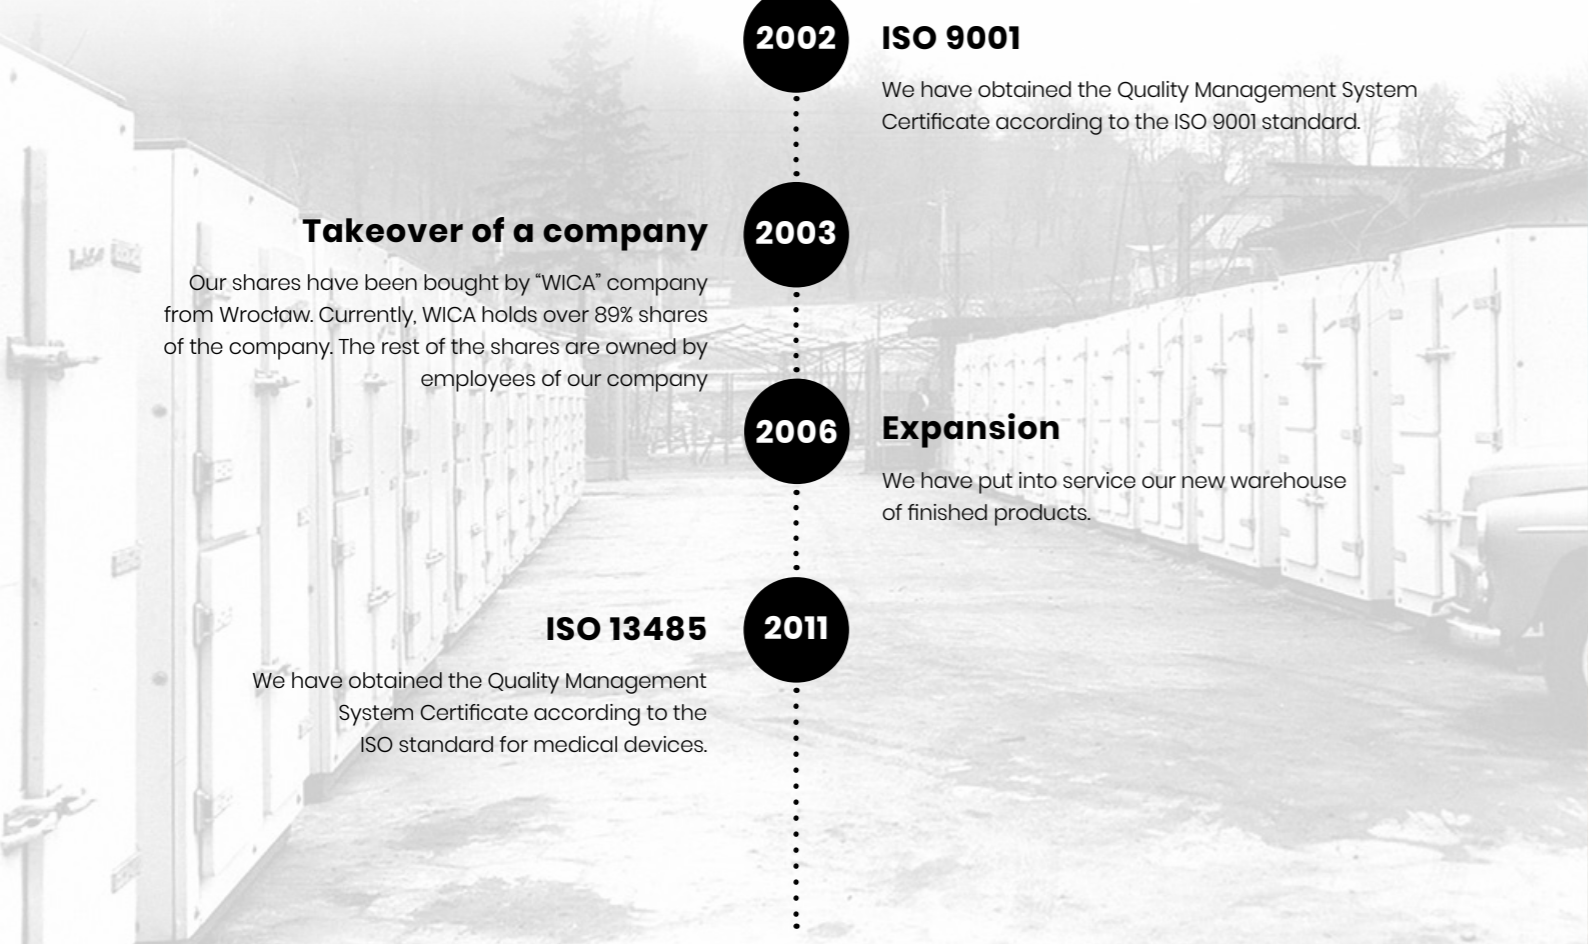 2002
ISO 9001
We have obtained the Quality Management System
Certificate according to the ISO 9001 standard.
Takeover of a company
2003
Our shares have been bought by “WICA” company
from Wrocław. Currently, WICA holds over 89% shares
of the company. The rest of the shares are owned by
employees of our company
2006
Expansion
We have put into service our new warehouse
of finished products.
ISO 13485
2011
We have obtained the Quality Management
System Certificate according to the
ISO standard for medical devices.